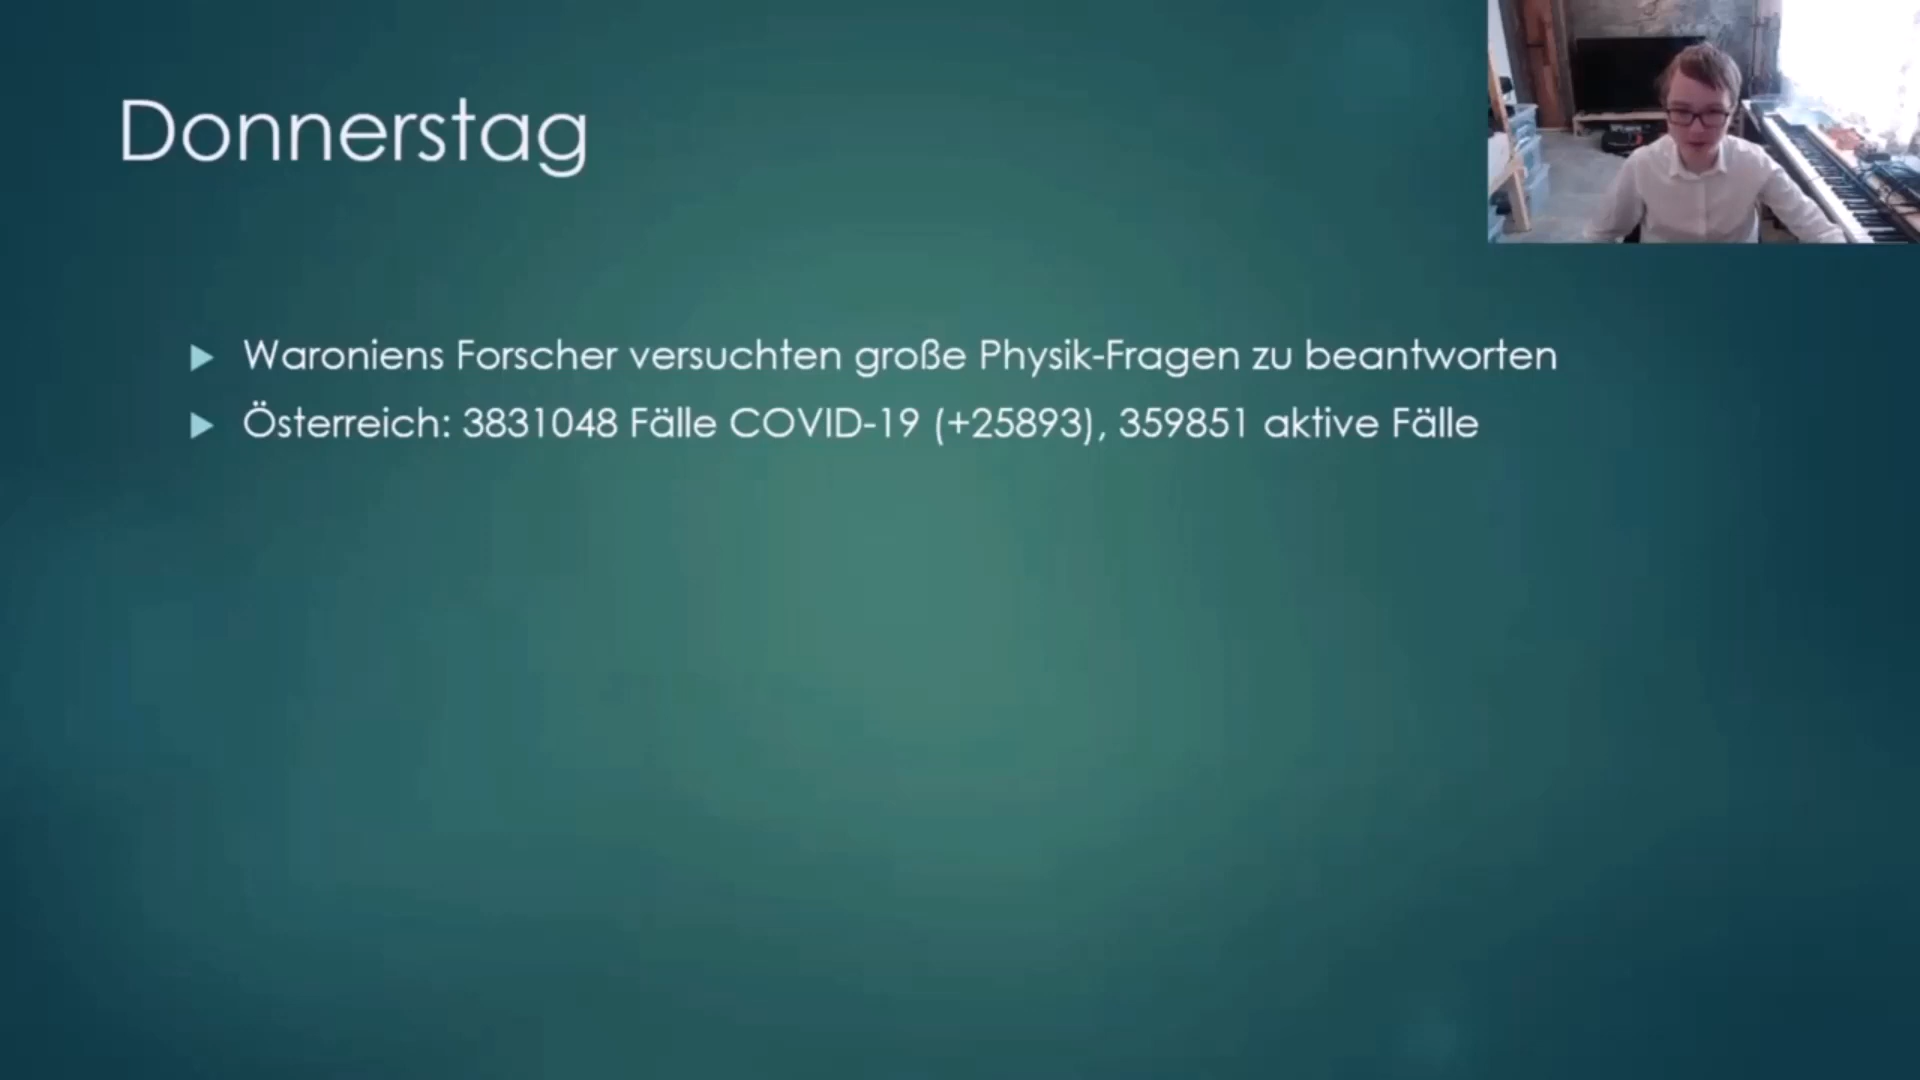 Donnerstag
Waroniens Forscher versuchten große Physik-Fragen zu beantworten
Österreich: 3831048 Fälle COVID-19 (+25893), 359851 aktive Fälle